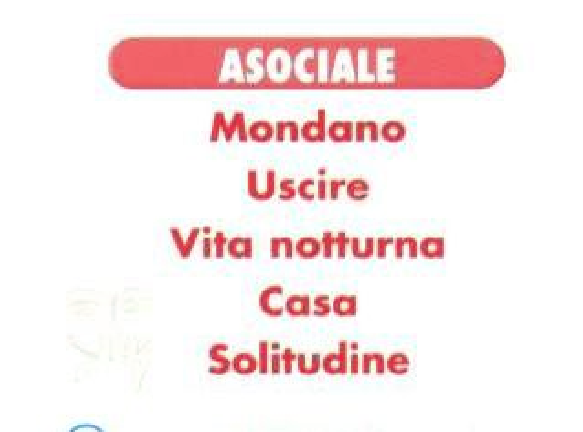 ASOCIALE
Mondano
Uscire
Vita notturna
Casa
Solitudine